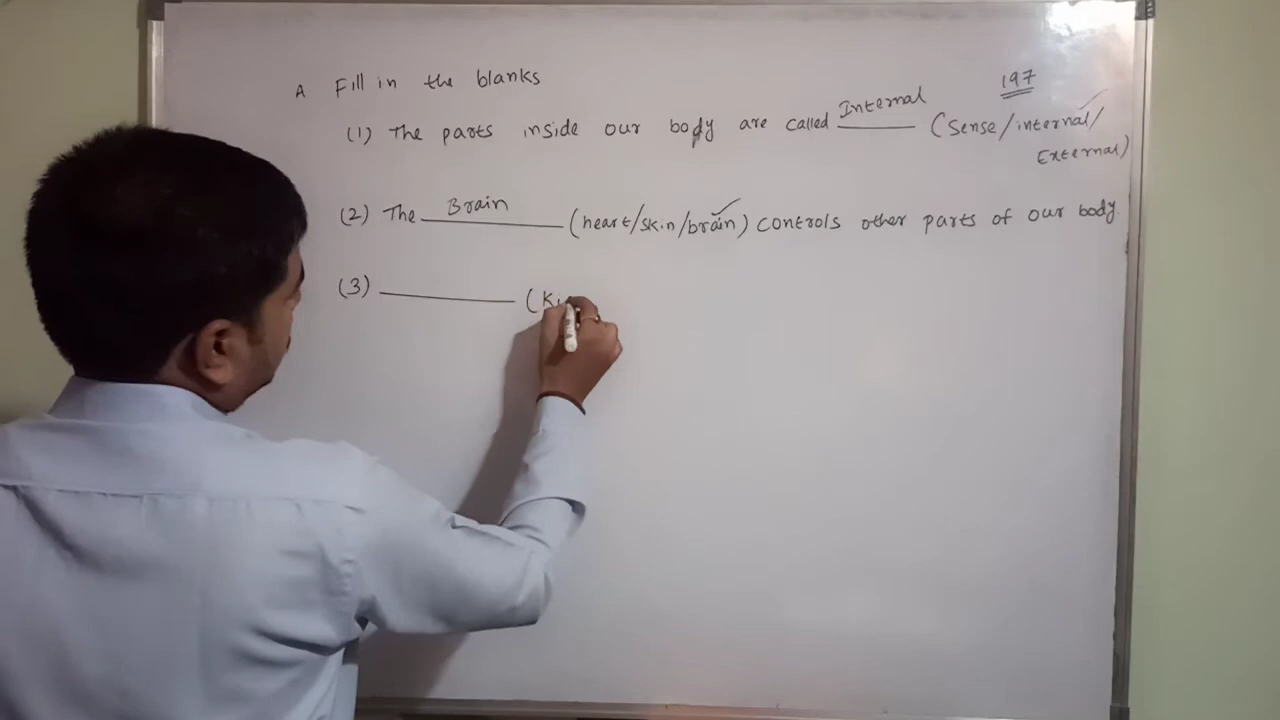 A Fill in the blanks
197
(1) The parts inside our body are called Internal (Sense/internal/
External)
(2) The Brain (heart/skin/brain) controls other parts of our body.
(3) (Ki